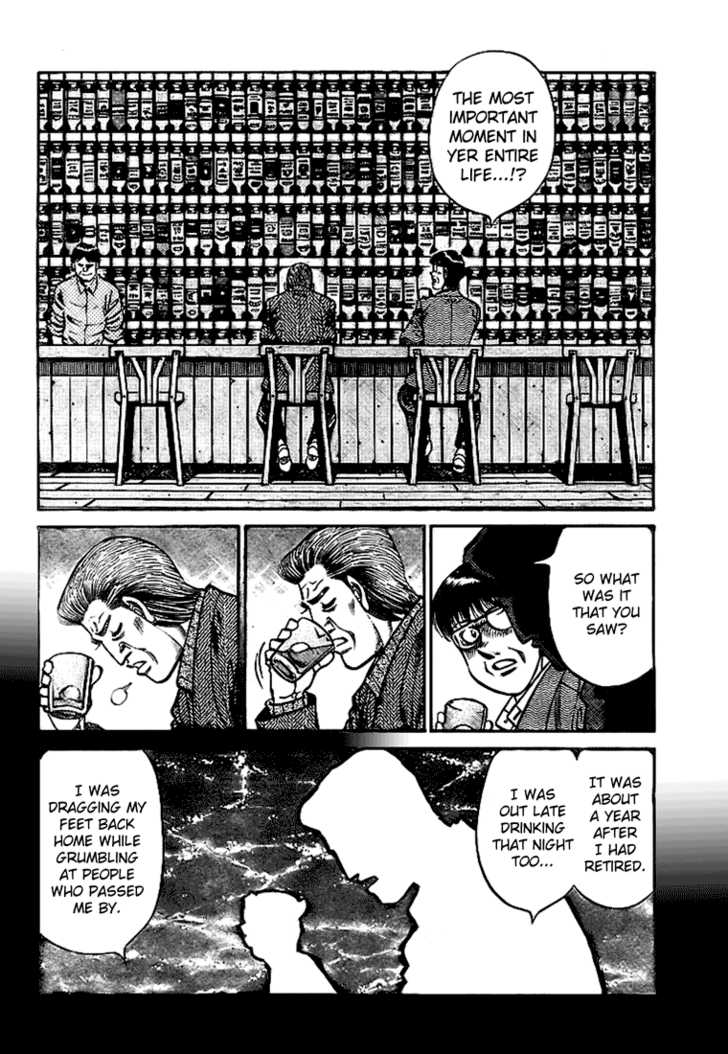 THE MOST
IMPORTANT
MOMENT IN
YER ENTIRE
LIFE...!?
SO WHAT
WAS IT
THAT YOU
SAW?
IT WAS
ABOUT
A YEAR
AFTER
I HAD
RETIRED.
I WAS
OUT LATE
DRINKING
THAT NIGHT
TOO...
I WAS
DRAGGING MY
FEET BACK
HOME WHILE
GRUMBLING
AT PEOPLE
WHO PASSED
ME BY.